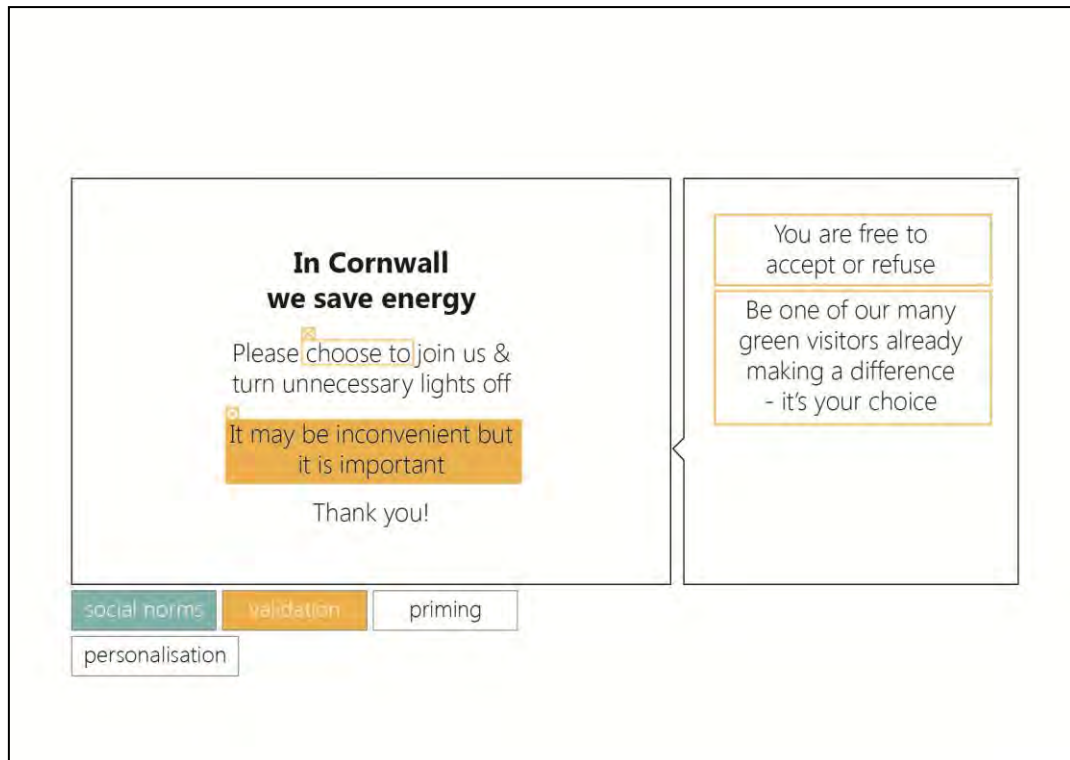 In Cornwall
we save energy
Please choose to join us &
turn unnecessary lights off
It may be inconvenient but
it is important
Thank you!
You are free to
accept or refuse
Be one of our many
green visitors already
making a difference
- it's your choice
social norms
validation
priming
personalisation